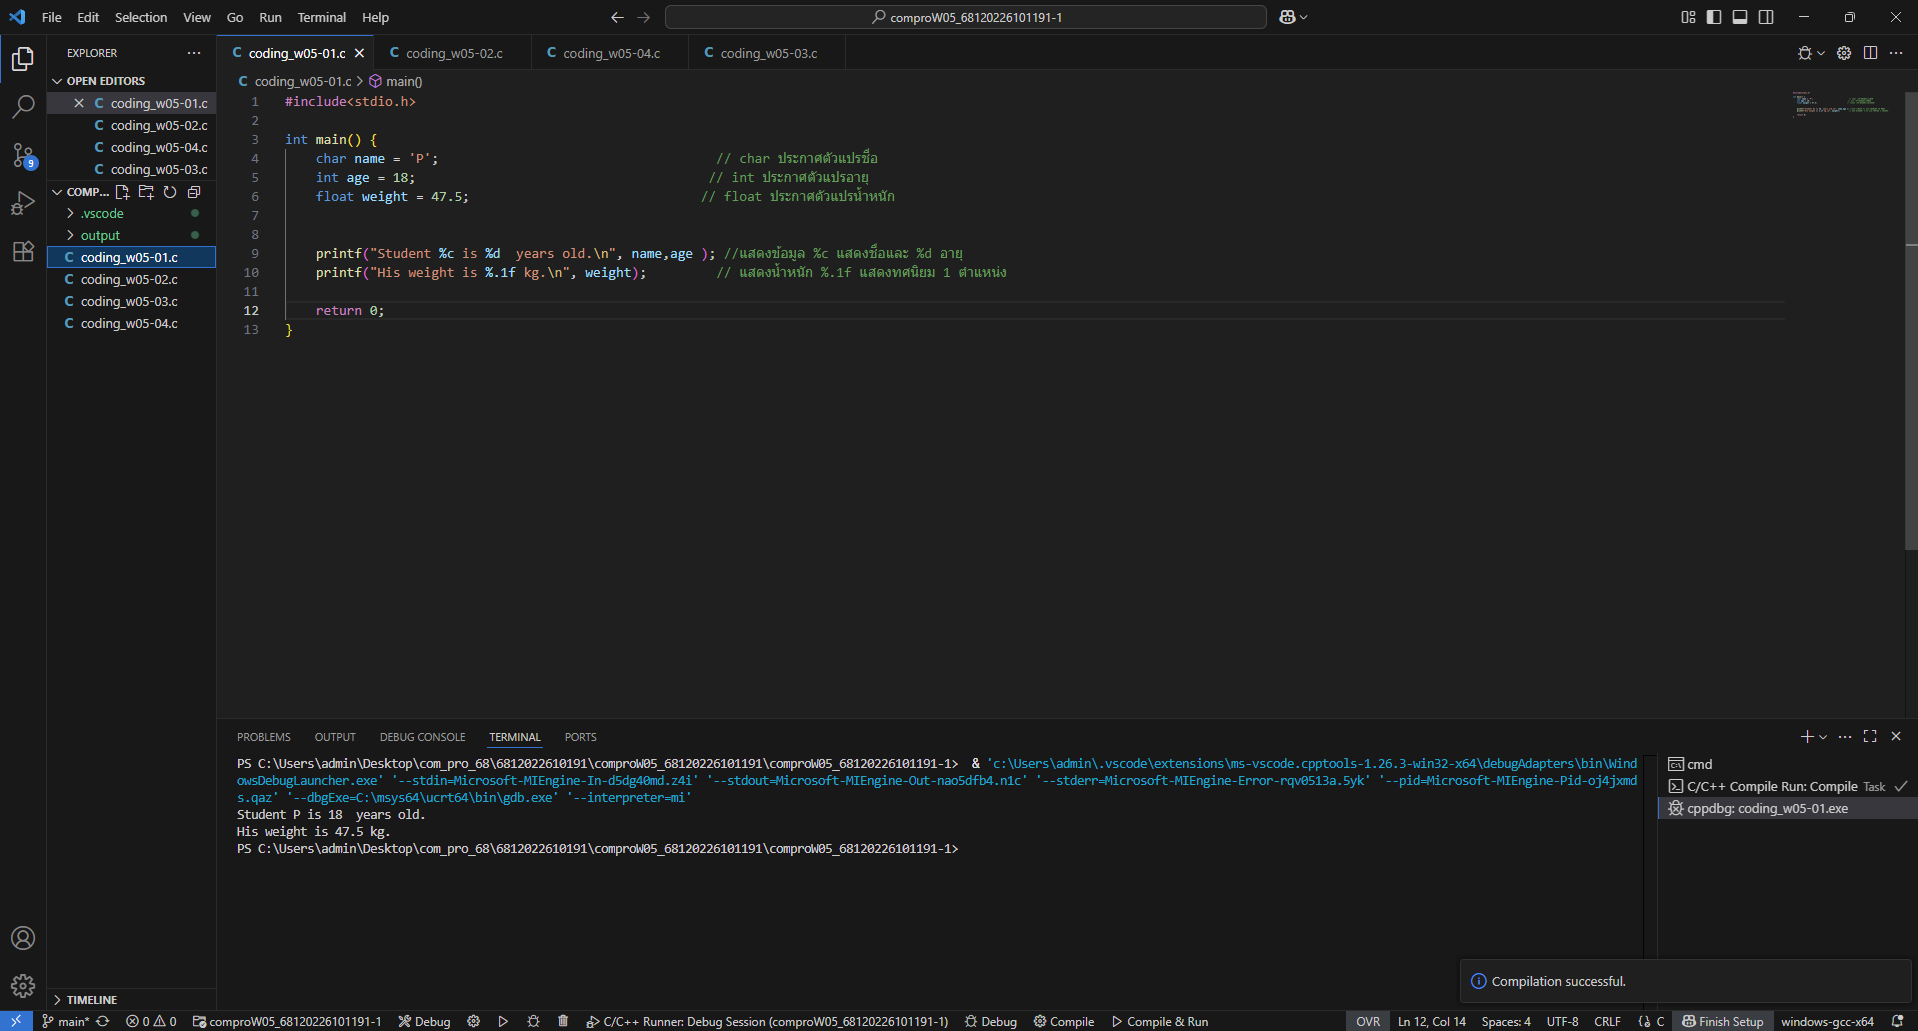 File Edit Selection View Go Run Terminal Help
comproW05_68120226101191-1
EXPLORER
OPEN EDITORS
coding_w05-01.c
coding_w05-02.c
coding_w05-04.c
coding_w05-03.c
COMP...
.vscode
output
coding_w05-01.c
coding_w05-02.c
coding_w05-03.c
coding_w05-04.c
TIMELINE
coding_w05-01.c coding_w05-02.c coding_w05-04.c coding_w05-03.c
coding_w05-01.c > main()
1 #include<stdio.h>
2
3 int main() {
4 char name = 'P'; // char ประกาศตัวแปรชื่อ
5 int age = 18; // int ประกาศตัวแปรอายุ
6 float weight = 47.5; // float ประกาศตัวแปรน้ำหนัก
7
8
9 printf("Student %c is %d  years old.\n", name,age ); //แสดงข้อมูล %c แสดงชื่อและ %d อายุ
10 printf("His weight is %.1f kg.\n", weight); // แสดงน้ำหนัก %.1f แสดงทศนิยม 1 ตำแหน่ง
11
12 return 0;
13 }
PROBLEMS OUTPUT DEBUG CONSOLE TERMINAL PORTS
PS C:\Users\admin\Desktop\com_pro_68\6812022610191\comproW05_68120226101191\comproW05_68120226101191-1>  & 'c:\Users\admin\.vscode\extensions\ms-vscode.cpptools-1.26.3-win32-x64\debugAdapters\bin\Wind
owsDebugLauncher.exe' '--stdin=Microsoft-MIEngine-In-d5dg40md.z4i' '--stdout=Microsoft-MIEngine-Out-nao5dfb4.n1c' '--stderr=Microsoft-MIEngine-Error-rqv0513a.5yk' '--pid=Microsoft-MIEngine-Pid-oj4jxmd
s.qaz' '--dbgExe=C:\msys64\ucrt64\bin\gdb.exe' '--interpreter=mi'
Student P is 18  years old.
His weight is 47.5 kg.
PS C:\Users\admin\Desktop\com_pro_68\6812022610191\comproW05_68120226101191\comproW05_68120226101191-1>
cmd
C/C++ Compile Run: Compile Task
cppdbg: coding_w05-01.exe
Compilation successful.
main* 0 0 comproW05_68120226101191-1 Debug C/C++ Runner: Debug Session (comproW05_68120226101191-1) Debug Compile Compile & Run OVR Ln 12, Col 14 Spaces: 4 UTF-8 CRLF {} C Finish Setup windows-gcc-x64